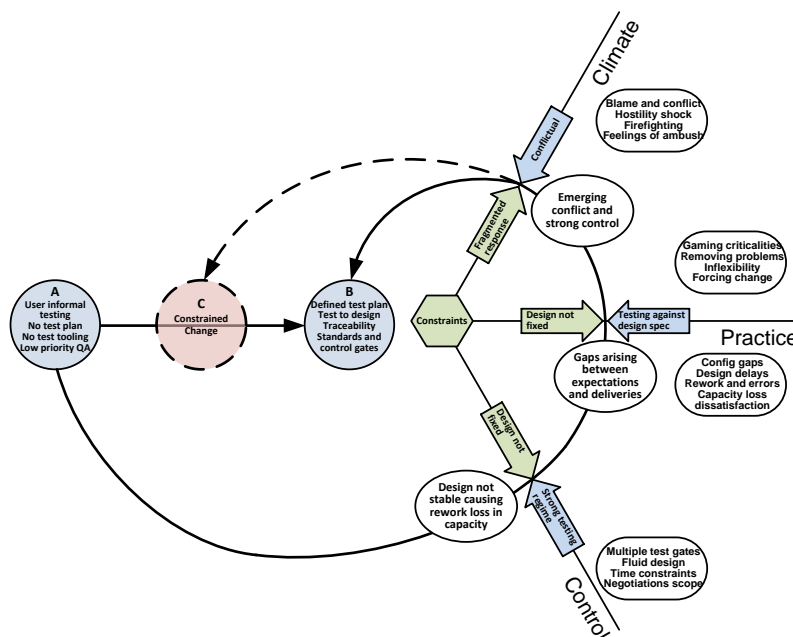 Climate
Blame and conflict
Hostility shock
Firefighting
Feelings of ambush
Conflictual
Fragmented
response
Emerging
conflict and
strong control
A
User informal
testing
No test plan
No test tooling
Low priority QA
C
Constrained
Change
B
Defined test plan
Test to design
Traceability
Standards and
control gates
Constraints
Design not
fixed
Testing against
design spec
Gaming criticalities
Removing problems
Inflexibility
Forcing change
Practice
Gaps arising
between
expectations
and deliveries
Config gaps
Design delays
Rework and errors
Capacity loss
dissatisfaction
Design not
fixed
Design not
stable causing
rework loss in
capacity
Strong testing
regime
Multiple test gates
Fluid design
Time constraints
Negotiations scope
Control